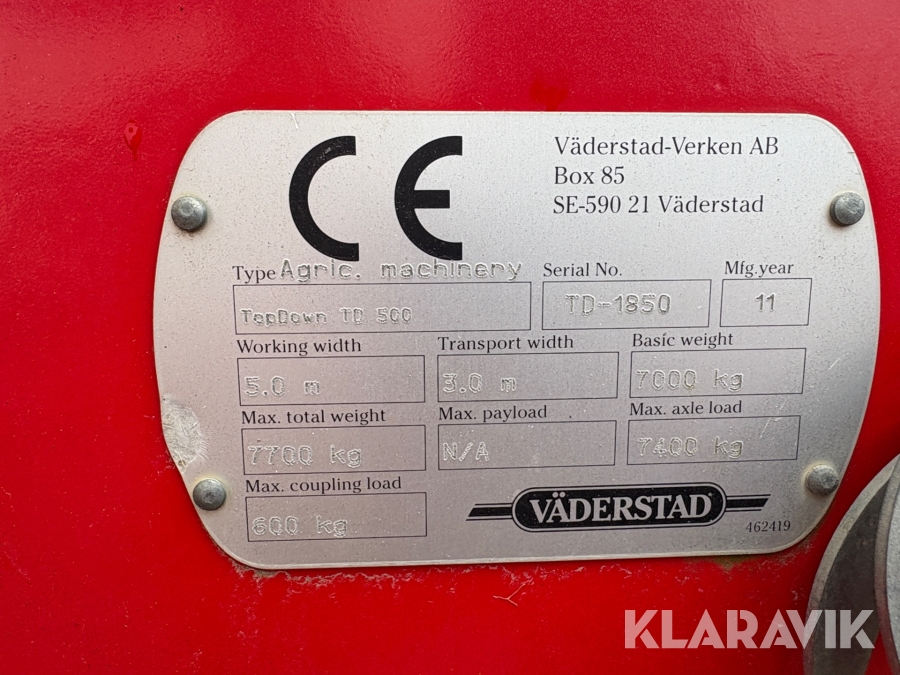 CE
Väderstad-Verken AB
Box 85
SE-590 21 Väderstad
Type Agric. machinery
TopDown TD 500
Serial No.
TD-1850
Mfg.year
11
Working width
5.0 m
Transport width
3.0 m
Basic weight
7000 kg
Max. total weight
7700 kg
Max. payload
N/A
Max. axle load
7400 kg
Max. coupling load
600 kg
VÄDERSTAD
462419
KLARAVIK